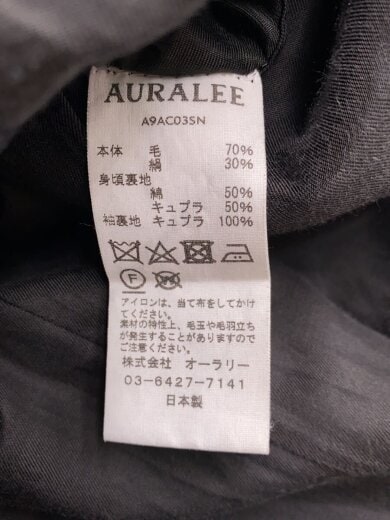 AURALEE
A9AC03SN
本体 毛 70%
絹 30%
身頃裏地
綿 50%
キュプラ 50%
袖裏地 キュプラ 100%
F
アイロンは、当て布をしてかけ
てください。
素材の特性上、毛玉や毛羽立ち
が発生することがありますので
ご注意ください。
株式会社 オーラリー
03-6427-7141
日本製